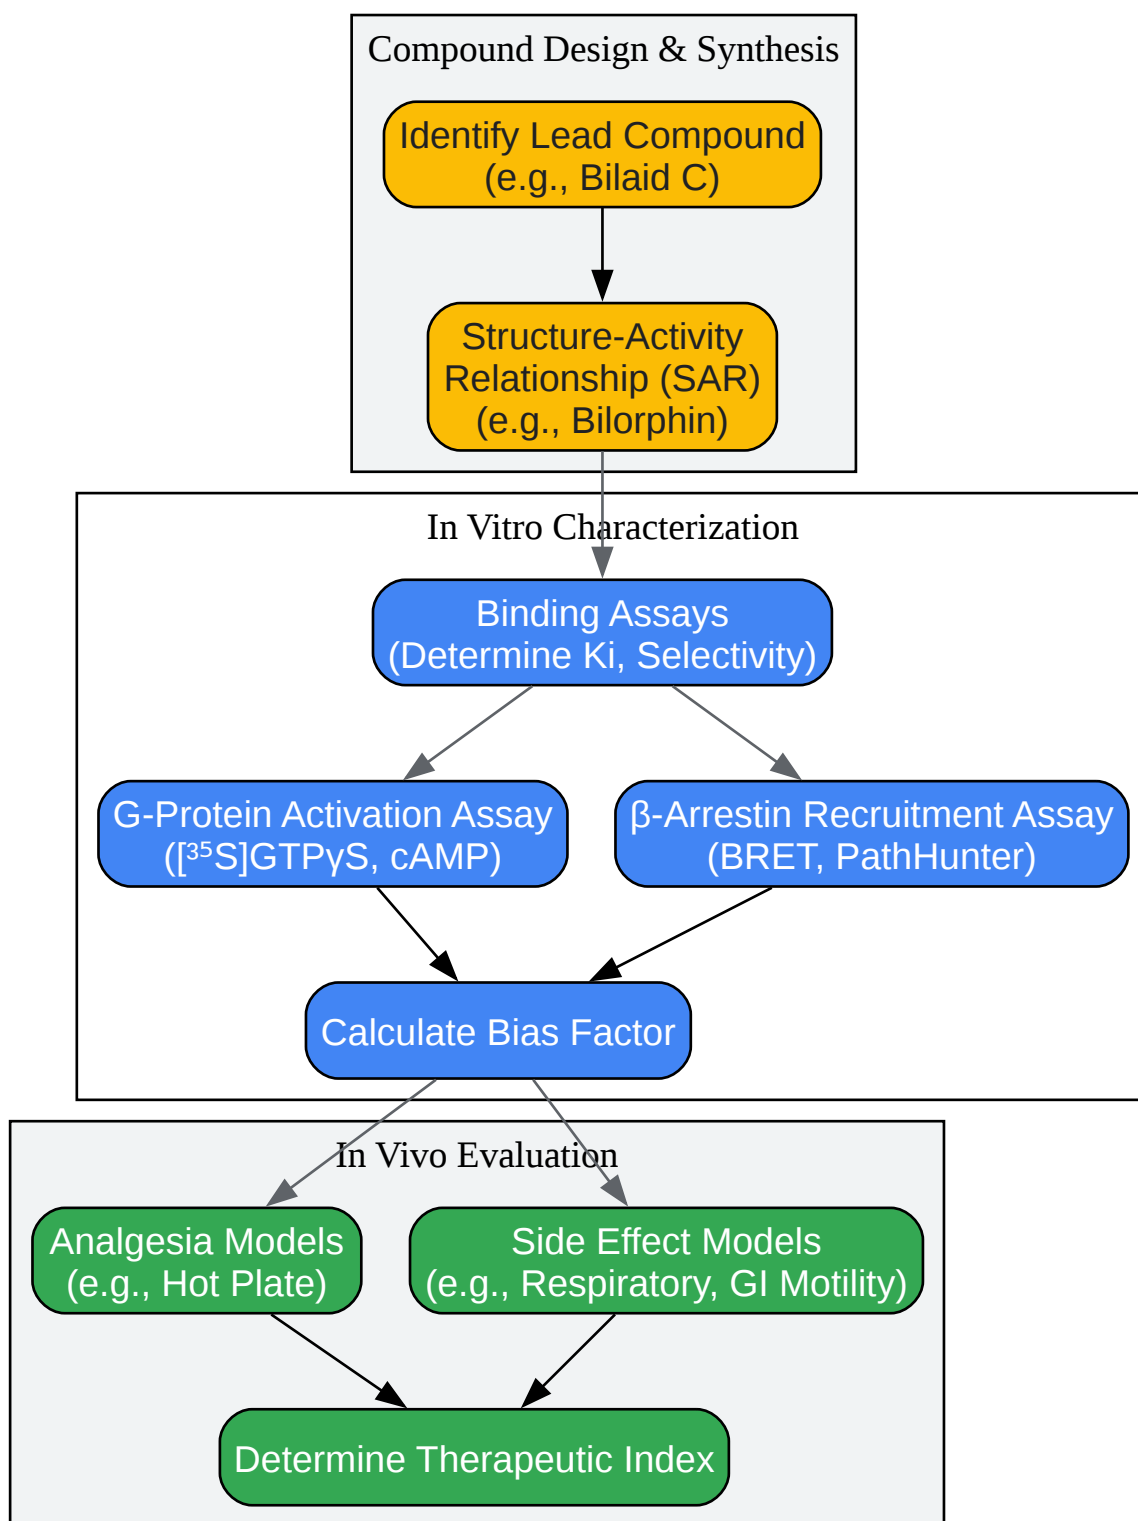 Compound Design & Synthesis
Identify Lead Compound
(e.g., Bilaid C)
Structure-Activity
Relationship (SAR)
(e.g., Bilorphin)
In Vitro Characterization
Binding Assays
(Determine Ki, Selectivity)
G-Protein Activation Assay
([³⁵S]GTPγS, cAMP)
β-Arrestin Recruitment Assay
(BRET, PathHunter)
Calculate Bias Factor
In Vivo Evaluation
Analgesia Models
(e.g., Hot Plate)
Side Effect Models
(e.g., Respiratory, GI Motility)
Determine Therapeutic Index